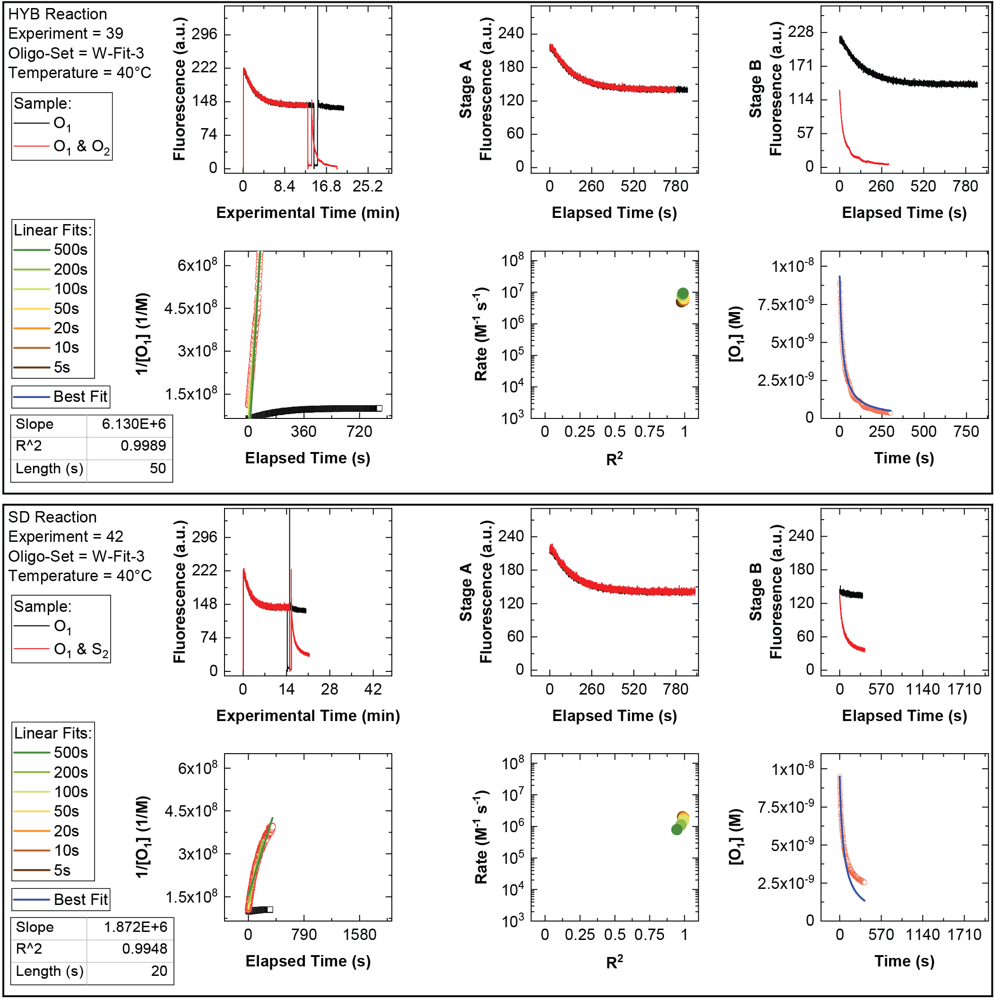 HYB Reaction
Experiment = 39
Oligo-Set = W-Fit-3
Temperature = 40°C
Sample:
O1
O1 & O2
Fluorescence (a.u.)
296
222
148
74
0
0 8.4 16.8 25.2
Experimental Time (min)
Stage A
Fluorescence (a.u.)
240
180
120
60
0
0 260 520 780
Elapsed Time (s)
Stage B
Fluoresence (a.u.)
228
171
114
57
0
0 260 520 780
Elapsed Time (s)
Linear Fits:
500s
200s
100s
50s
20s
10s
5s
Best Fit
Slope 6.130E+6
R^2 0.9989
Length (s) 50
1/[O1] (1/M)
6x10^8
4.5x10^8
3x10^8
1.5x10^8
0 360 720
Elapsed Time (s)
Rate (M^-1 s^-1)
10^8
10^7
10^6
10^5
10^4
10^3
0 0.25 0.5 0.75 1
R^2
[O1] (M)
1x10^-8
7.5x10^-9
5x10^-9
2.5x10^-9
0
0 250 500 750
Time (s)
SD Reaction
Experiment = 42
Oligo-Set = W-Fit-3
Temperature = 40°C
Sample:
O1
O1 & S2
Fluorescence (a.u.)
296
222
148
74
0
0 14 28 42
Experimental Time (min)
Stage A
Fluorescence (a.u.)
240
180
120
60
0
0 260 520 780
Elapsed Time (s)
Stage B
Fluoresence (a.u.)
240
180
120
60
0
0 570 1140 1710
Elapsed Time (s)
Linear Fits:
500s
200s
100s
50s
20s
10s
5s
Best Fit
Slope 1.872E+6
R^2 0.9948
Length (s) 20
1/[O1] (1/M)
6x10^8
4.5x10^8
3x10^8
1.5x10^8
0 790 1580
Elapsed Time (s)
Rate (M^-1 s^-1)
10^8
10^7
10^6
10^5
10^4
10^3
0 0.25 0.5 0.75 1
R^2
[O1] (M)
1x10^-8
7.5x10^-9
5x10^-9
2.5x10^-9
0
0 570 1140 1710
Time (s)